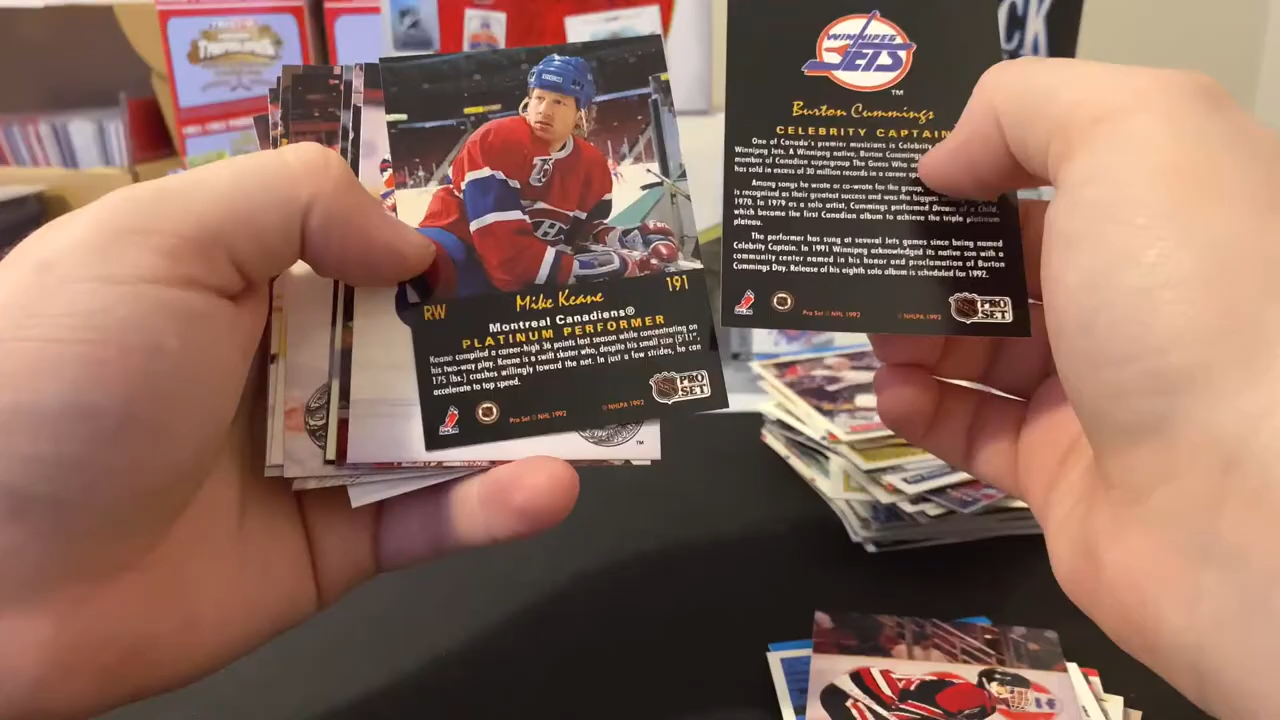 CK
WINNIPEG
JETS
TM
Burton Cummings
CELEBRITY CAPTAIN
One of Canada's premier musicians is Celebrity
Winnipeg Jets. A Winnipeg native, Burton Cummings
member of Canadian supergroup The Guess Who
has sold in excess of 30 million records in a career
Among songs he wrote or co-wrote for the group,
is recognized as their greatest success and was the biggest
1970. In 1979 as a solo artist, Cummings performed Dream of a Child,
which became the first Canadian album to achieve the triple platinum
plateau.
The performer has sung at several Jets games since being named
Celebrity Captain. In 1991 Winnipeg acknowledged its native son with a
community center named in his honor and proclamation of Burton
Cummings Day. Release of his eighth solo album is scheduled for 1992.
Pro Set © NHL 1992
© NHLPA 1992
PRO
SET
75
H
RW
Mike Keane
191
Montreal Canadiens®
PLATINUM PERFORMER
Keane compiled a career-high 36 points last season while concentrating on
his two-way play. Keane is a swift skater who, despite his small size (5'11",
175 lbs.) crashes willingly toward the net. In just a few strides, he can
accelerate to top speed.
Pro Set © NHL 1992
© NHLPA 1992
PRO
SET
TM